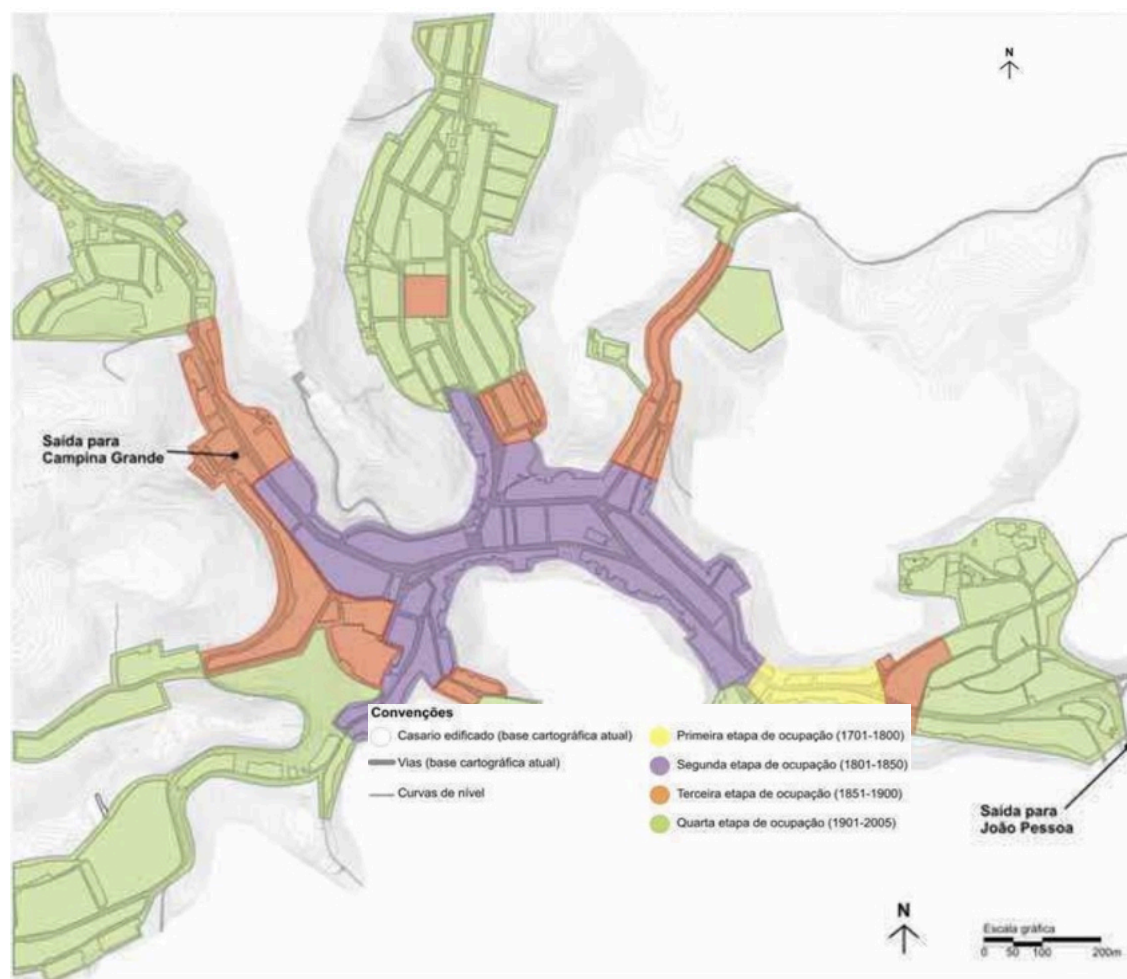 N
Saída para
Campina Grande
Convenções
Casario edificado (base cartográfica atual)
Vias (base cartográfica atual)
Curvas de nível
Primeira etapa de ocupação (1701-1800)
Segunda etapa de ocupação (1801-1850)
Terceira etapa de ocupação (1851-1900)
Quarta etapa de ocupação (1901-2005)
Saída para
João Pessoa
N
Escala gráfica
0 50 100 200m